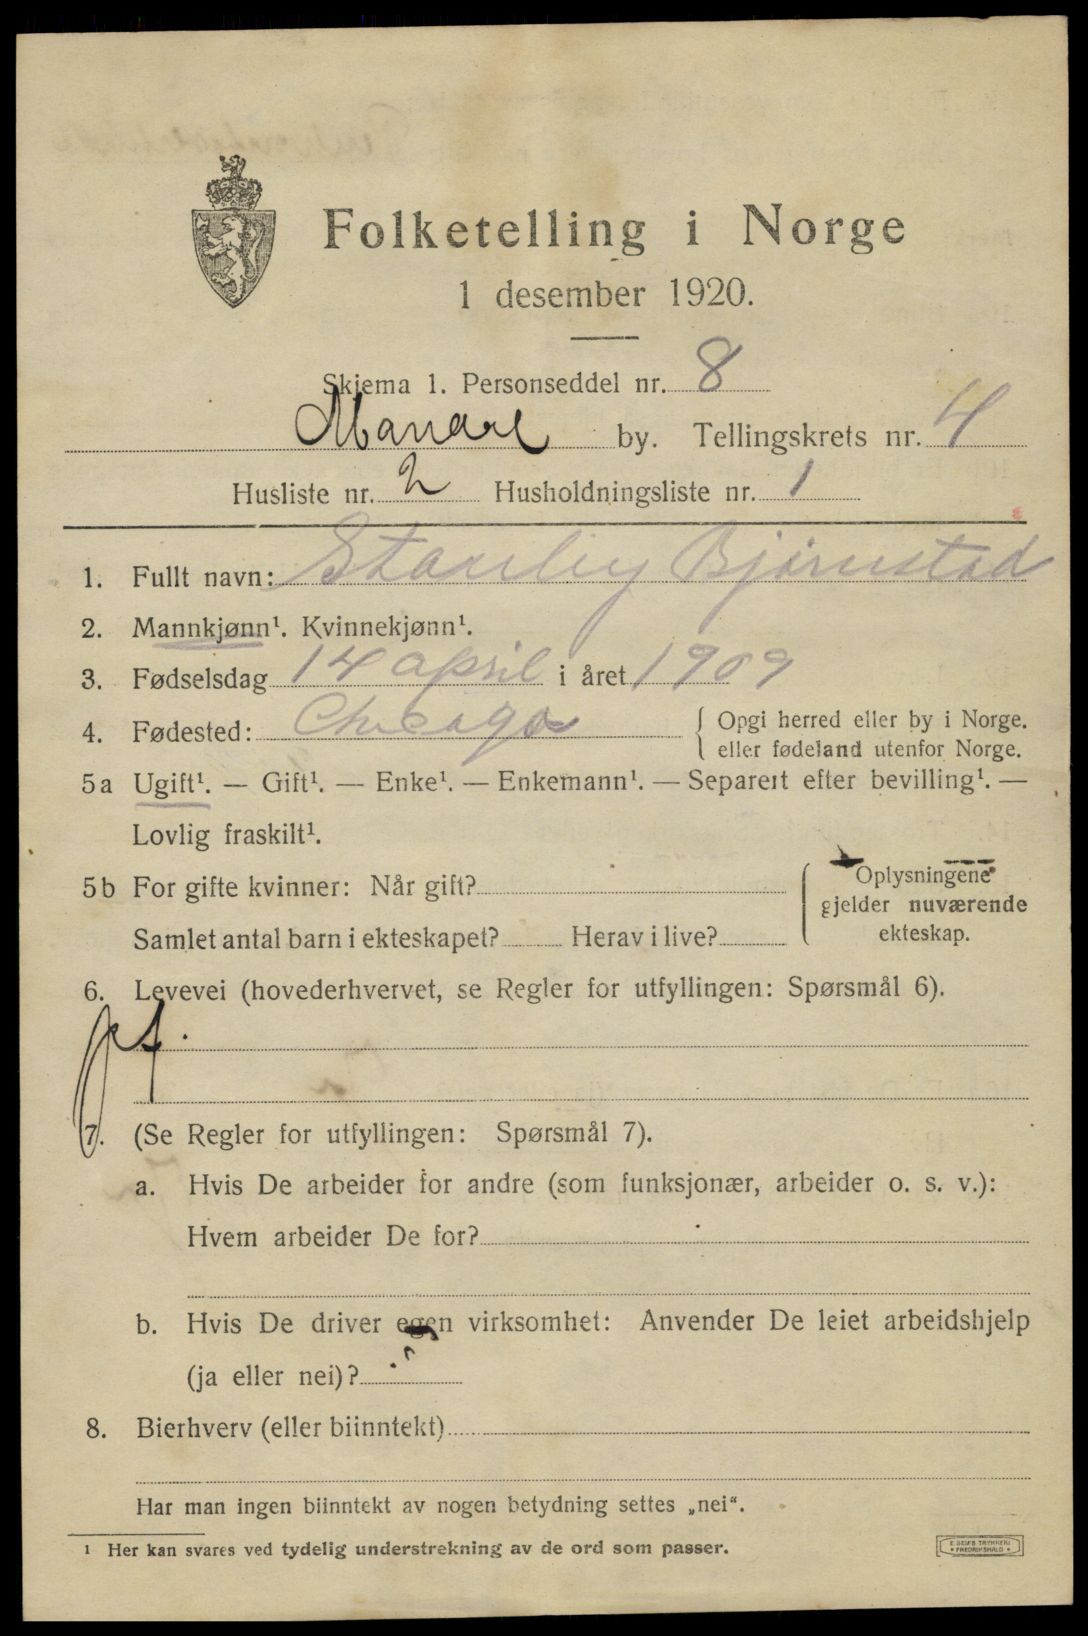 Folketelling i Norge
1 desember 1920.
Skjema 1. Personseddel nr. 8
Mandal by. Tellingskrets nr. 4
Husliste nr. 2 Husholdningsliste nr. 1
1. Fullt navn: Stanley Bjørnstad
2. Mannkjønn¹. Kvinnekjønn¹.
3. Fødselsdag 14 april i året 1909
4. Fødested: Chicago { Opgi herred eller by i Norge.
eller fødeland utenfor Norge.
5a Ugift¹. — Gift¹. — Enke¹. — Enkemann¹. — Separert efter bevilling¹. —
Lovlig fraskilt¹.
5b For gifte kvinner: Når gift? { Oplysningene
gjelder nuværende
Samlet antal barn i ekteskapet? Herav i live? ekteskap.
6. Levevei (hovederhvervet, se Regler for utfyllingen: Spørsmål 6).
7. (Se Regler for utfyllingen: Spørsmål 7).
a. Hvis De arbeider for andre (som funksjonær, arbeider o. s. v.):
Hvem arbeider De for?
b. Hvis De driver egen virksomhet: Anvender De leiet arbeidshjelp
(ja eller nei)?
8. Bierhverv (eller biinntekt)
Har man ingen biinntekt av nogen betydning settes „nei“.
¹ Her kan svares ved tydelig understrekning av de ord som passer.
E. SEMS TRYKKERI
FREDRIKSHALD